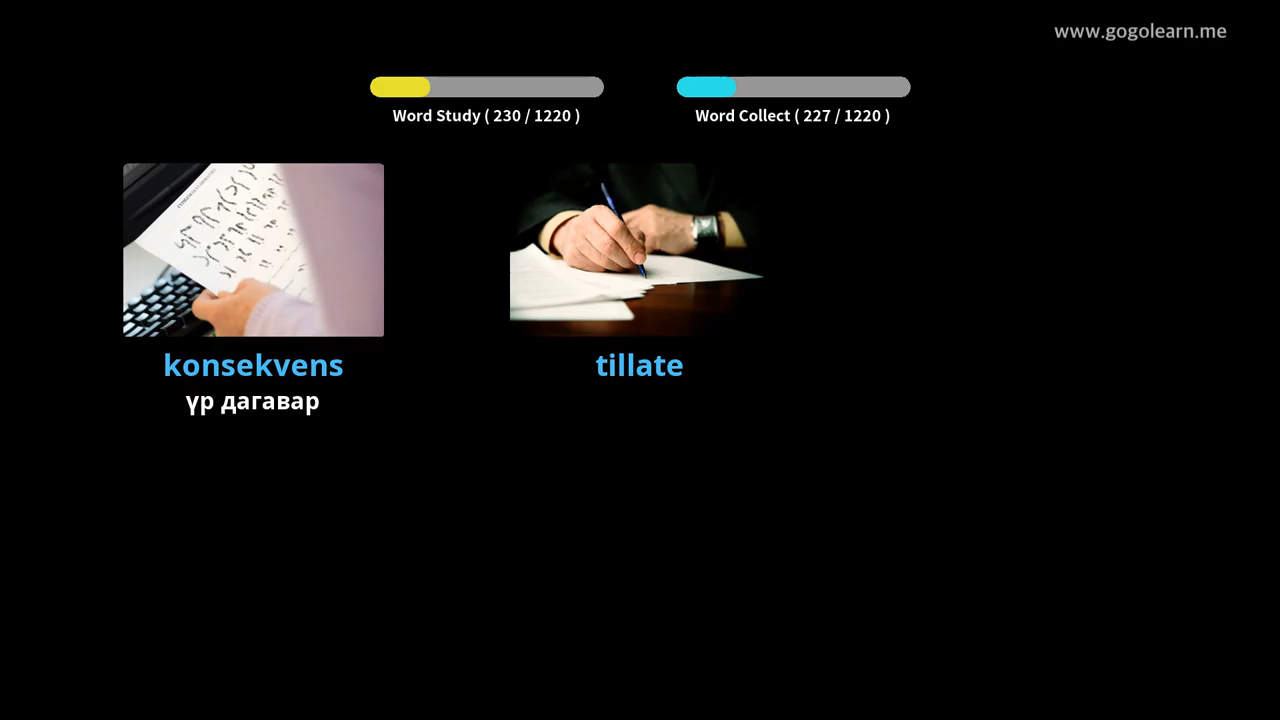 www.gogolearn.me
Word Study ( 230 / 1220 )
Word Collect ( 227 / 1220 )
konsekvens
tillate
үр дагавар